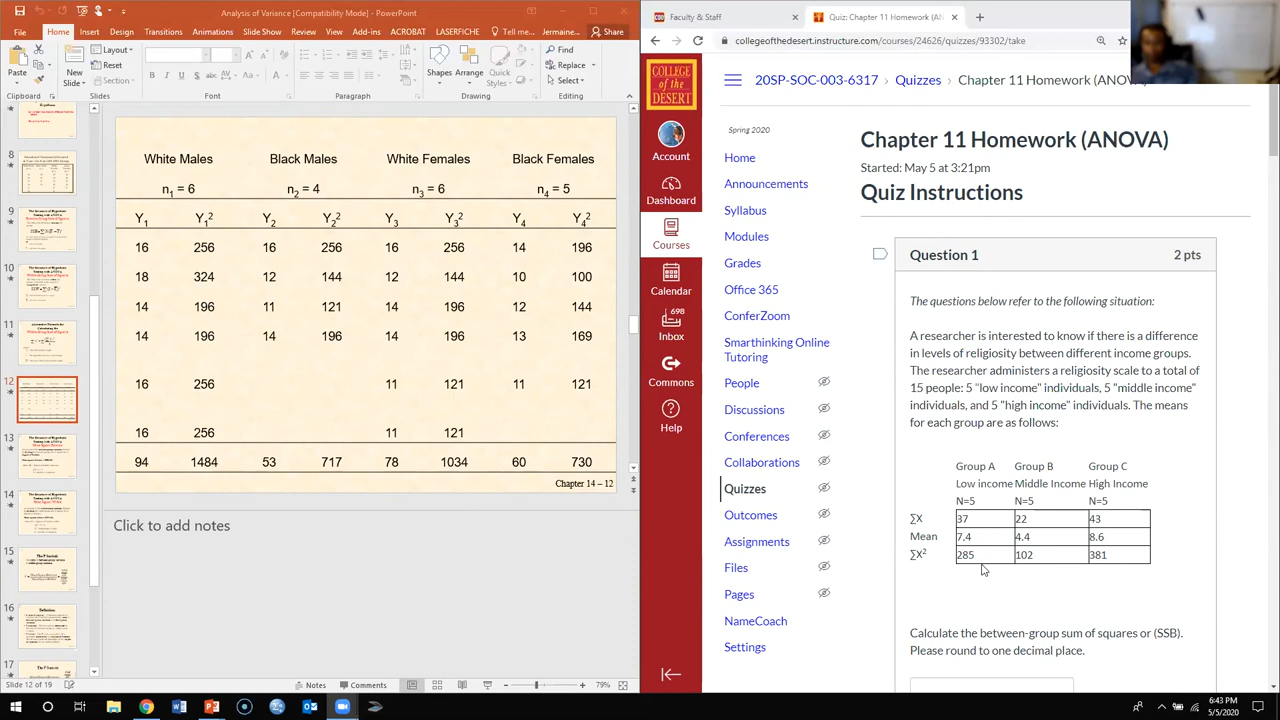 Analysis of Variance [Compatibility Mode] - PowerPoint
File Home Insert Design Transitions Animations Slide Show Review View Add-ins ACROBAT LASERFICHE Tell me... Jermaine... Share
Paste New Slide Layout Reset Section Shapes Arrange Quick Styles Find Replace Select
Clipboard Slides Font Paragraph Drawing Editing
8
9
10
11
12
13
14
15
16
17
White Males Black Males White Females Black Females
n1 = 6 n2 = 4 n3 = 6 n4 = 5
Y1 Y1² Y2 Y2² Y3 Y3² Y4 Y4²
16 256 16 256 16 256 14 196
18 324 12 144 12 144 10 100
14 196 11 121 14 196 12 144
14 196 14 196 14 196 13 169
16 256 11 121 11 121
16 256 11 121
94 1484 53 717 78 1034 60 730
Chapter 14 – 12
Click to add notes
Slide 12 of 19 Notes Comments 79%
Faculty & Staff
Quiz: Chapter 11 Homework (AN
collegeofthedesert.instructure.com/courses/24626/quizzes/93302/take
COLLEGE of the DESERT
Account
Dashboard
Courses
Calendar
698
Inbox
Commons
Help
20SP-SOC-003-6317 › Quizzes › Chapter 11 Homework (ANOV
Spring 2020
Home
Announcements
Syllabus
Modules
Grades
Office 365
ConferZoom
Smarthinking Online
Tutoring
People
Discussions
Conferences
Collaborations
Quizzes
Outcomes
Assignments
Files
Pages
NameCoach
Settings
Chapter 11 Homework (ANOVA)
Started: May 5 at 3:21pm
Quiz Instructions
Question 1 2 pts
The questions below refer to the following situation:
A researcher is interested to know if there is a difference
in levels of religiosity between different income groups.
The researcher administers a religiosity scale to a total of
15 people: 5 "low income" individuals, 5 "middle income"
individuals, and 5 "high income" individuals. The means
for each group are as follows:
Group A Group B Group C
Low income Middle Income High Income
N=5 N=5 N=5
∑X 37 22 43
Mean 7.4 4.4 8.6
∑X² 285 102 381
Calculate the between-group sum of squares or (SSB).
Please round to one decimal place.
6:43 PM
5/5/2020